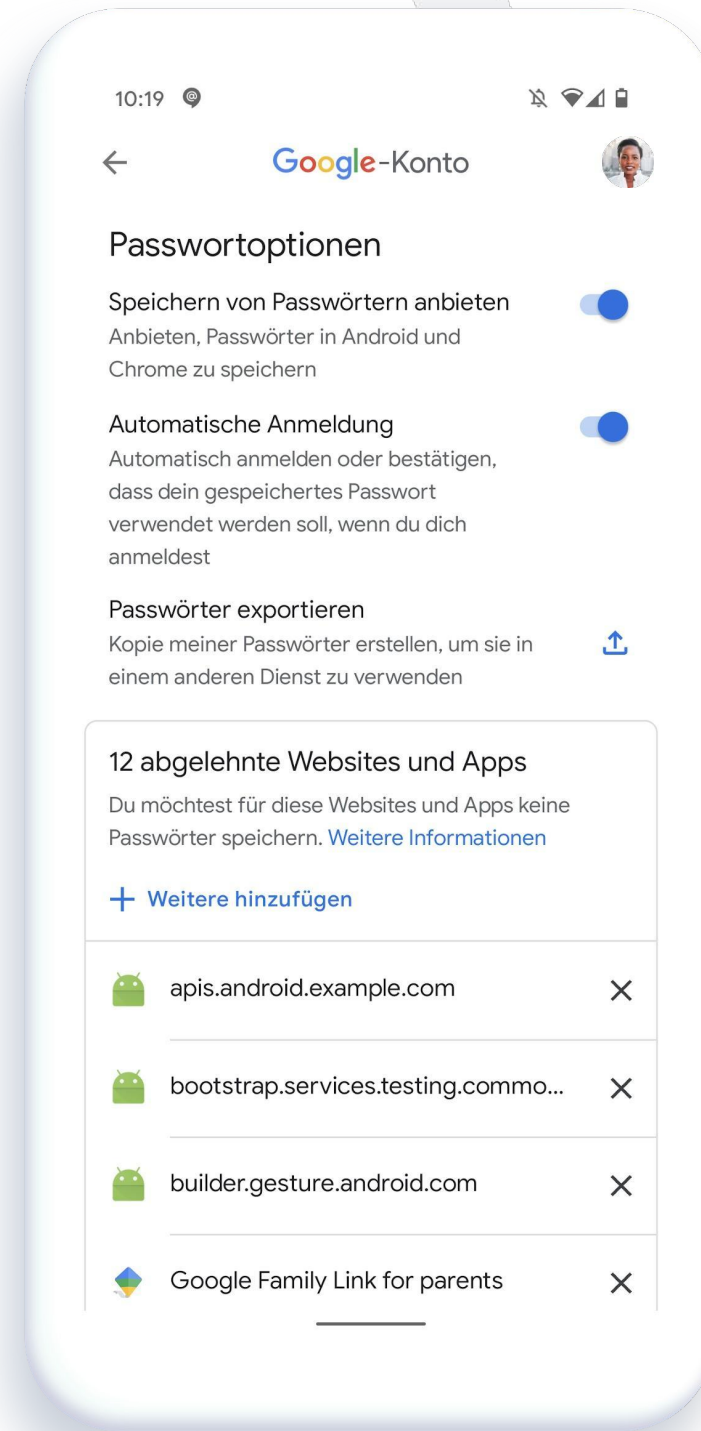 10:19
Google-Konto
Passwortoptionen
Speichern von Passwörtern anbieten
Anbieten, Passwörter in Android und
Chrome zu speichern
Automatische Anmeldung
Automatisch anmelden oder bestätigen,
dass dein gespeichertes Passwort
verwendet werden soll, wenn du dich
anmeldest
Passwörter exportieren
Kopie meiner Passwörter erstellen, um sie in
einem anderen Dienst zu verwenden
12 abgelehnte Websites und Apps
Du möchtest für diese Websites und Apps keine
Passwörter speichern. Weitere Informationen
Weitere hinzufügen
apis.android.example.com
bootstrap.services.testing.commo...
builder.gesture.android.com
Google Family Link for parents